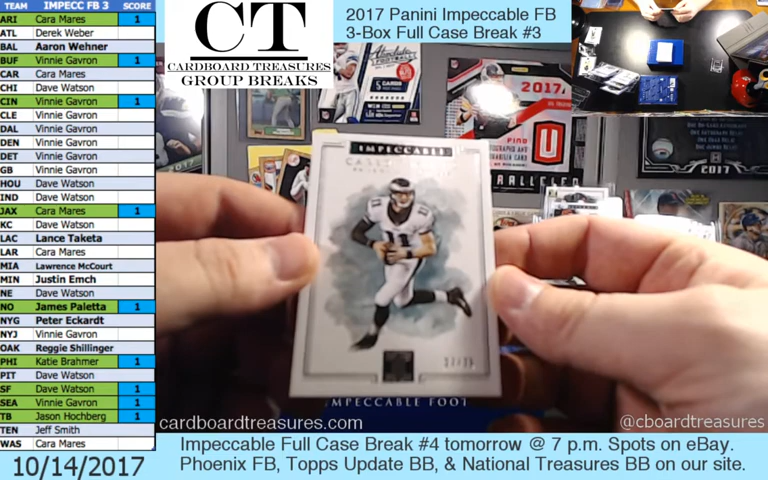 TEAM IMPECC FB 3 SCORE
ARI Cara Mares 1
ATL Derek Weber
BAL Aaron Wehner
BUF Vinnie Gavron 1
CAR Cara Mares
CHI Dave Watson
CIN Vinnie Gavron 1
CLE Vinnie Gavron
DAL Vinnie Gavron
DEN Vinnie Gavron
DET Vinnie Gavron
GB Vinnie Gavron
HOU Dave Watson
IND Dave Watson
JAX Cara Mares 1
KC Dave Watson
LAC Lance Taketa
LAR Cara Mares
MIA Lawrence McCourt
MIN Justin Emch
NE Dave Watson
NO James Paletta 1
NYG Peter Eckardt
NYJ Vinnie Gavron
OAK Reggie Shillinger
PHI Katie Brahmer 1
PIT Dave Watson
SF Dave Watson 1
SEA Vinnie Gavron 1
TB Jason Hochberg 1
TEN Jeff Smith
WAS Cara Mares
10/14/2017
CT
CARDBOARD TREASURES
GROUP BREAKS
2017 Panini Impeccable FB
3-Box Full Case Break #3
Absolute
FOOTBALL
2017
FIND
U
2017
IMPECCABLE
11
MPECCABLE FOOT
cardboardtreasures.com
@cboardtreasures
Impeccable Full Case Break #4 tomorrow @ 7 p.m. Spots on eBay.
Phoenix FB, Topps Update BB, & National Treasures BB on our site.